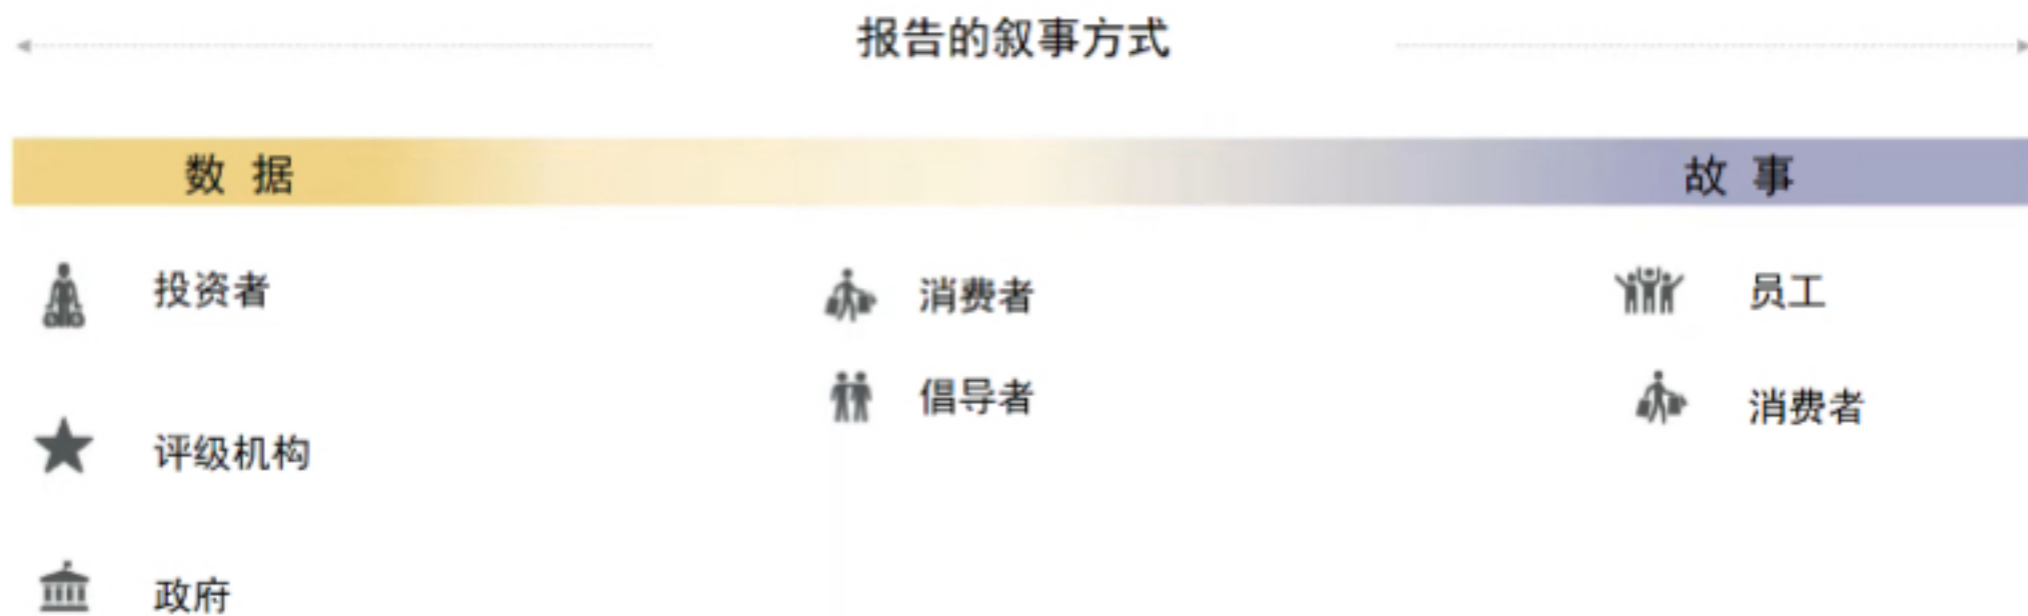 报告的叙事方式
数 据
故 事
投资者
消费者
员工
倡导者
消费者
评级机构
政府